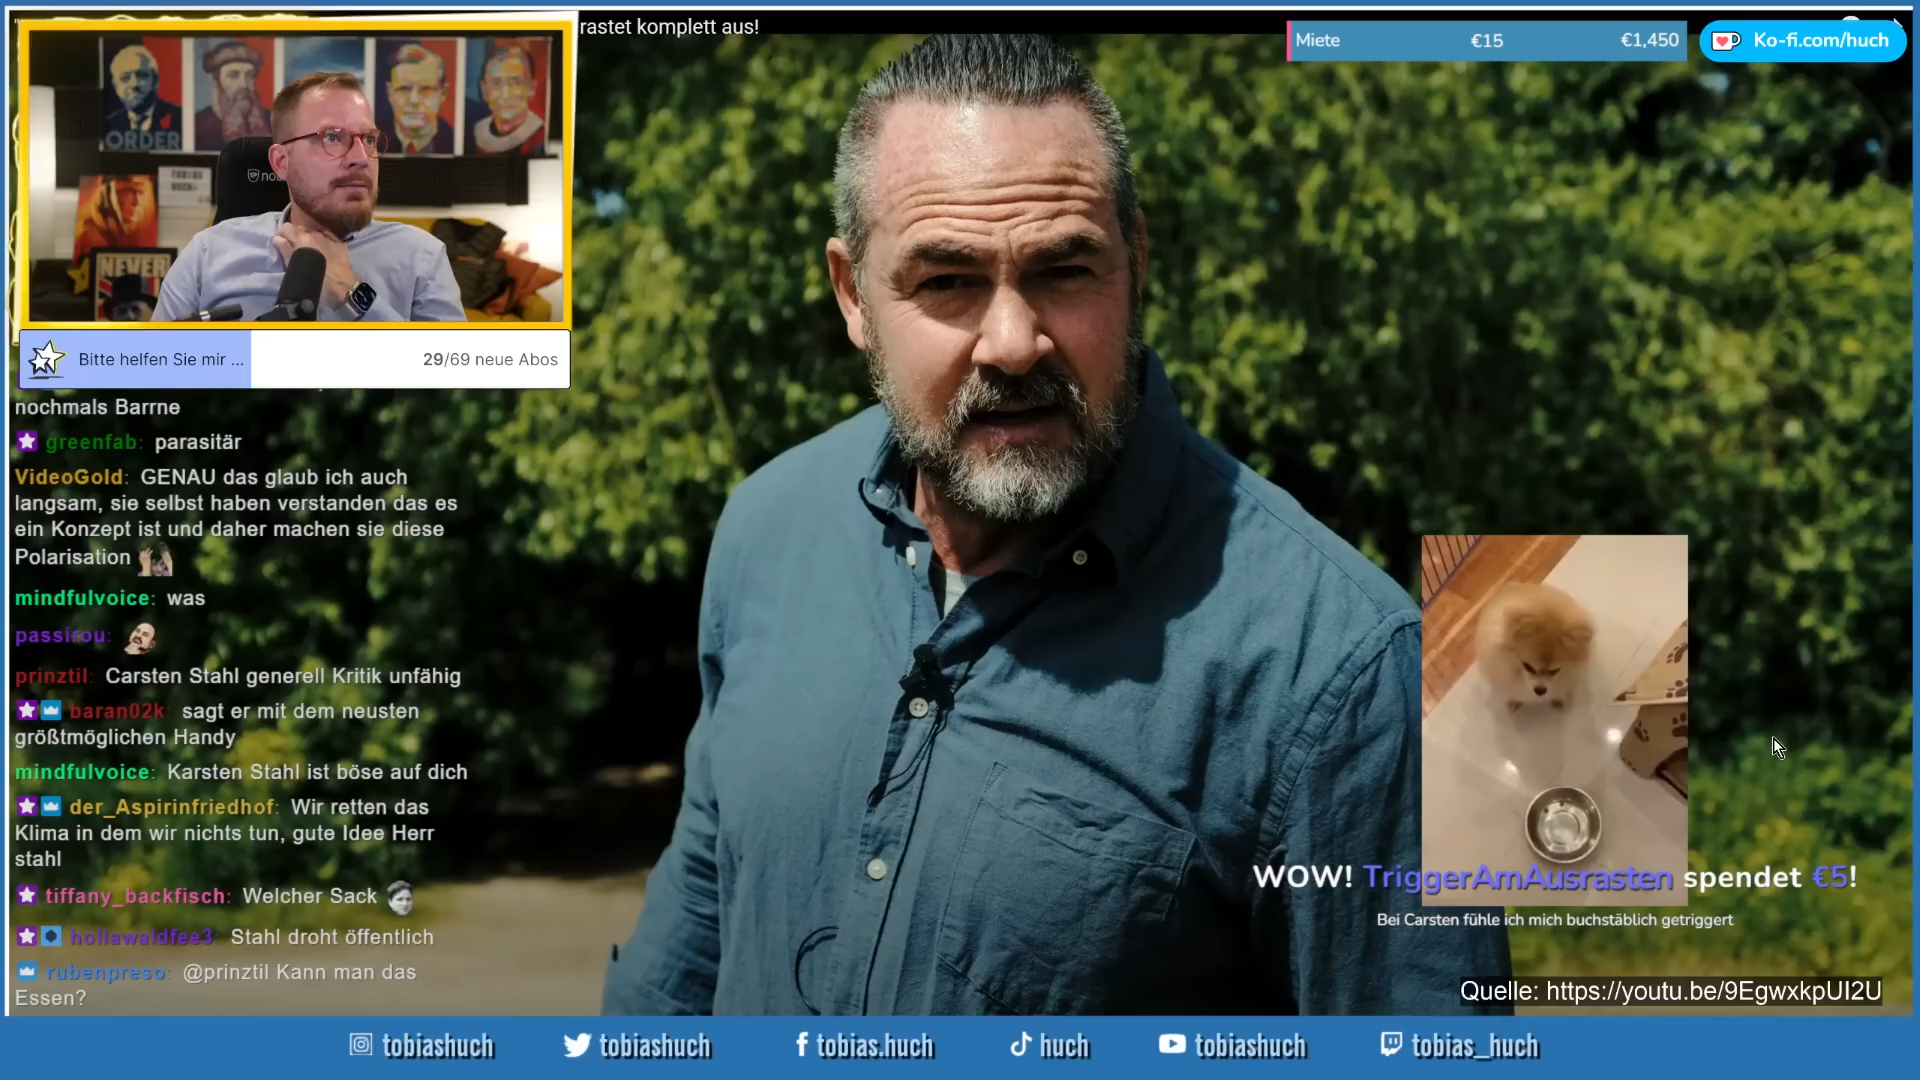 rastet komplett aus!
Miete €15 €1,450
Ko-fi.com/huch
ORDER
TOBIAS
HUCH
NEVER
Bitte helfen Sie mir ... 29/69 neue Abos
nochmals Barrne
greenfab: parasitär
VideoGold: GENAU das glaub ich auch
langsam, sie selbst haben verstanden das es
ein Konzept ist und daher machen sie diese
Polarisation
mindfulvoice: was
passirou:
prinztil: Carsten Stahl generell Kritik unfähig
baran02k: sagt er mit dem neusten
größtmöglichen Handy
mindfulvoice: Karsten Stahl ist böse auf dich
der_Aspirinfriedhof: Wir retten das
Klima in dem wir nichts tun, gute Idee Herr
stahl
tiffany_backfisch: Welcher Sack
hollawaldfee3: Stahl droht öffentlich
rubenpreso: @prinztil Kann man das
Essen?
WOW! TriggerAmAusrasten spendet €5!
Bei Carsten fühle ich mich buchstäblich getriggert
Quelle: https://youtu.be/9EgwxkpUI2U
tobiashuch tobiashuch tobias.huch huch tobiashuch tobias_huch